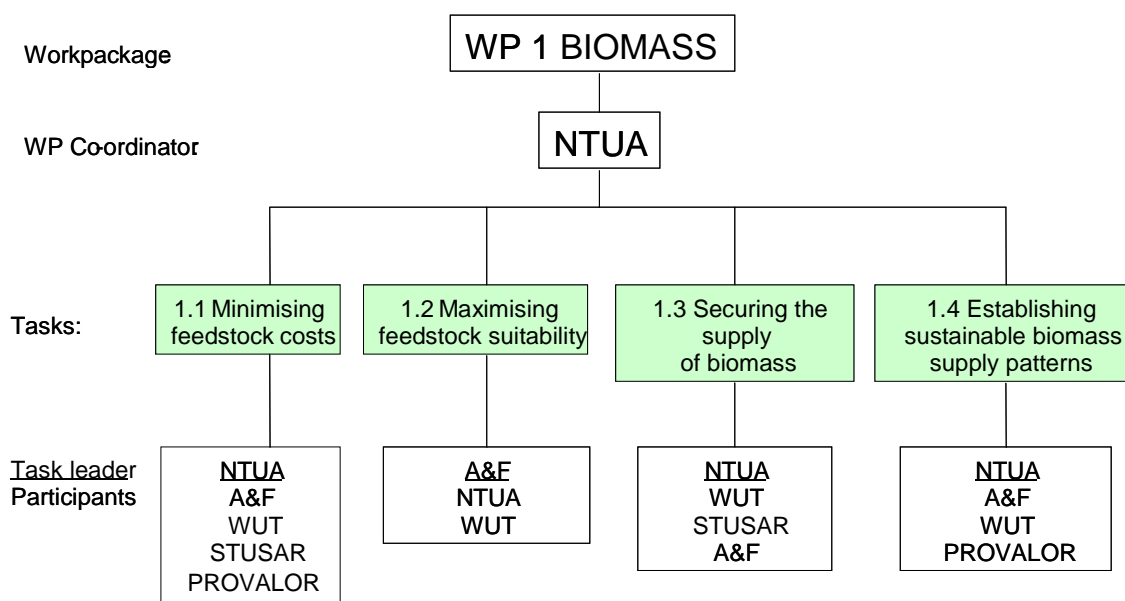 Workpackage
WP 1 BIOMASS
WP Co-ordinator
NTUA
Tasks:
1.1 Minimising
feedstock costs
1.2 Maximising
feedstock suitability
1.3 Securing the
supply
of biomass
1.4 Establishing
sustainable biomass
supply patterns
Task leader
Participants
NTUA
A&F
WUT
STUSAR
PROVALOR
A&F
NTUA
WUT
NTUA
WUT
STUSAR
A&F
NTUA
A&F
WUT
PROVALOR